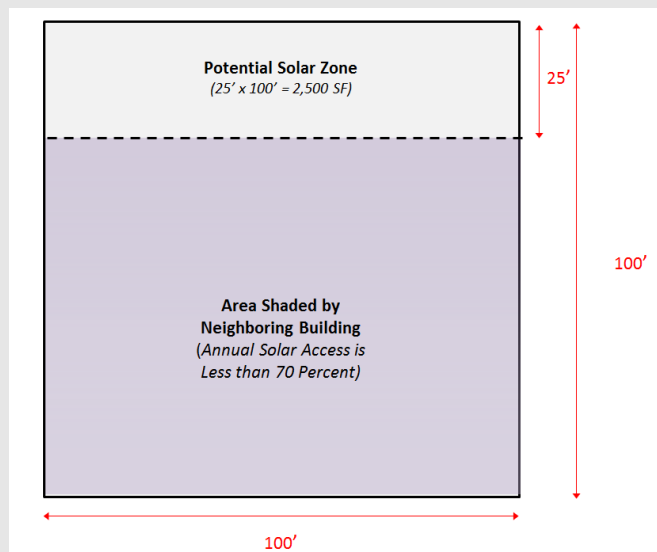 Potential Solar Zone
(25’ x 100’ = 2,500 SF)
25’
100’
Area Shaded by
Neighboring Building
(Annual Solar Access is
Less than 70 Percent)
100’